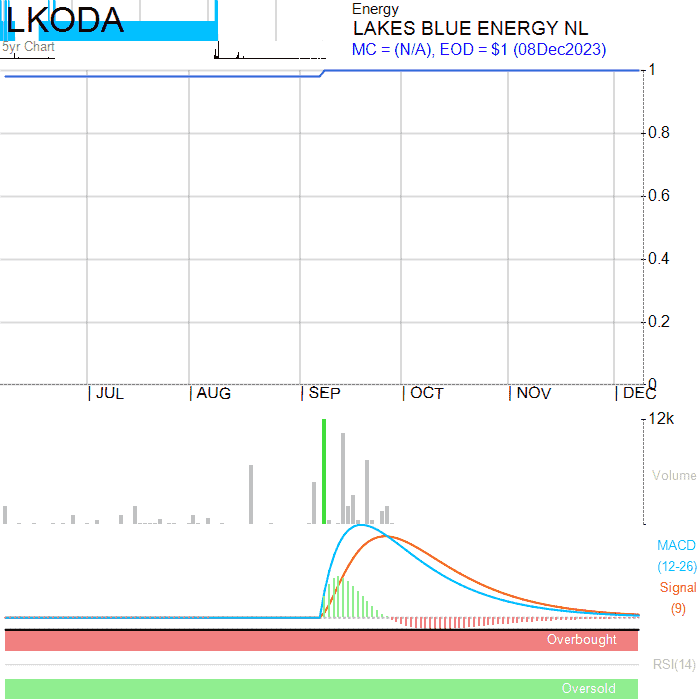 LKODA
5yr Chart
Energy
LAKES BLUE ENERGY NL
MC = (N/A), EOD = $1 (08Dec2023)
1
0.8
0.6
0.4
0.2
0
JUL AUG SEP OCT NOV DEC
12k
Volume
MACD
(12-26)
Signal
(9)
Overbought
RSI(14)
Oversold